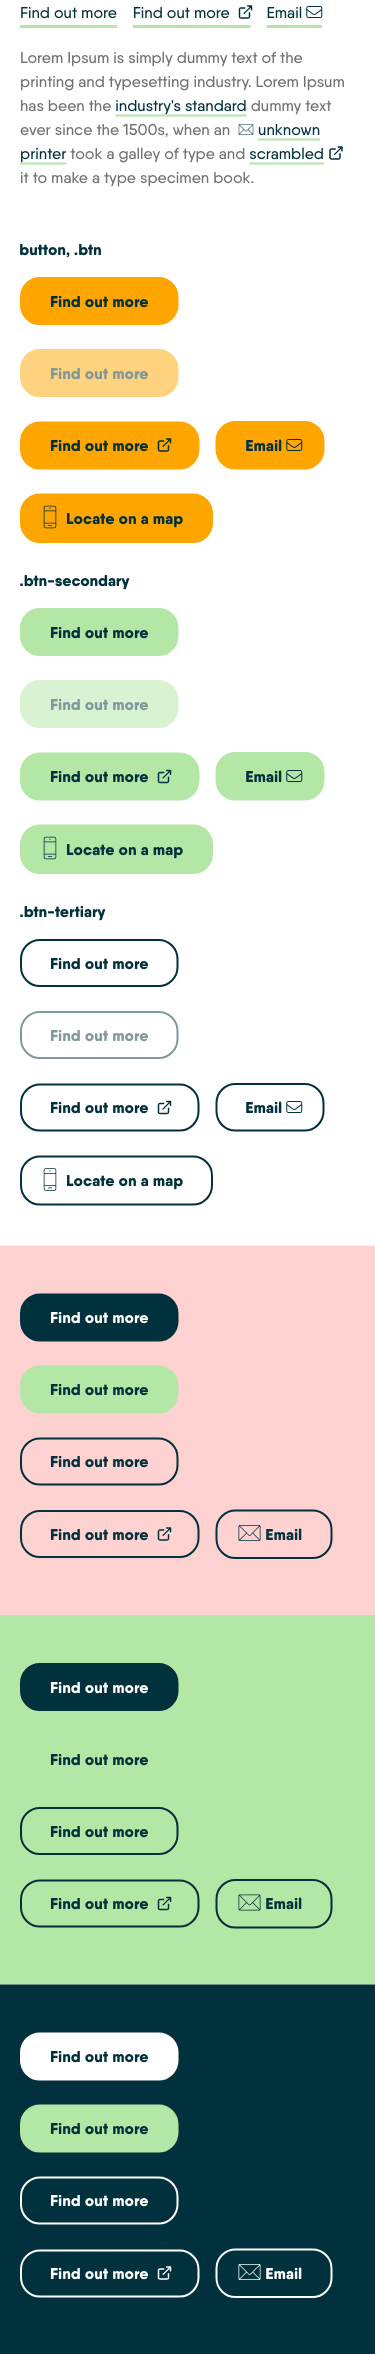 Find out more Find out more Email
Lorem Ipsum is simply dummy text of the
printing and typesetting industry. Lorem Ipsum
has been the industry's standard dummy text
ever since the 1500s, when an unknown
printer took a galley of type and scrambled
it to make a type specimen book.
button, .btn
Find out more
Find out more
Find out more Email
Locate on a map
.btn-secondary
Find out more
Find out more
Find out more Email
Locate on a map
.btn-tertiary
Find out more
Find out more
Find out more Email
Locate on a map
Find out more
Find out more
Find out more
Find out more Email
Find out more
Find out more
Find out more
Find out more Email
Find out more
Find out more
Find out more
Find out more Email